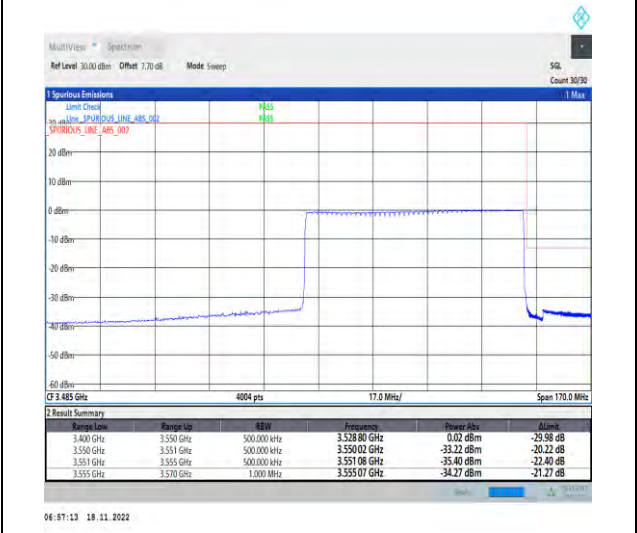 MultiView Spectrum
Ref Level 30.00 dBm Offset 7.70 dB Mode Sweep SGL
Count 30/30
1 Spurious Emissions 1 Max
Limit Check PASS
Line _SPURIOUS_LINE_ABS_002 PASS
_SPURIOUS_LINE_ABS_002
20 dBm
10 dBm
0 dBm
-10 dBm
-20 dBm
-30 dBm
-40 dBm
-50 dBm
-60 dBm
CF 3.485 GHz 4004 pts 17.0 MHz/ Span 170.0 MHz
2 Result Summary
Range Low Range Up RBW Frequency Power Abs ΔLimit
3.400 GHz 3.550 GHz 500.000 kHz 3.528 80 GHz 0.02 dBm -29.98 dB
3.550 GHz 3.551 GHz 500.000 kHz 3.550 02 GHz -33.22 dBm -20.22 dB
3.551 GHz 3.555 GHz 500.000 kHz 3.551 08 GHz -35.40 dBm -22.40 dB
3.555 GHz 3.570 GHz 1.000 MHz 3.555 07 GHz -34.27 dBm -21.27 dB
06:57:13 18.11.2022